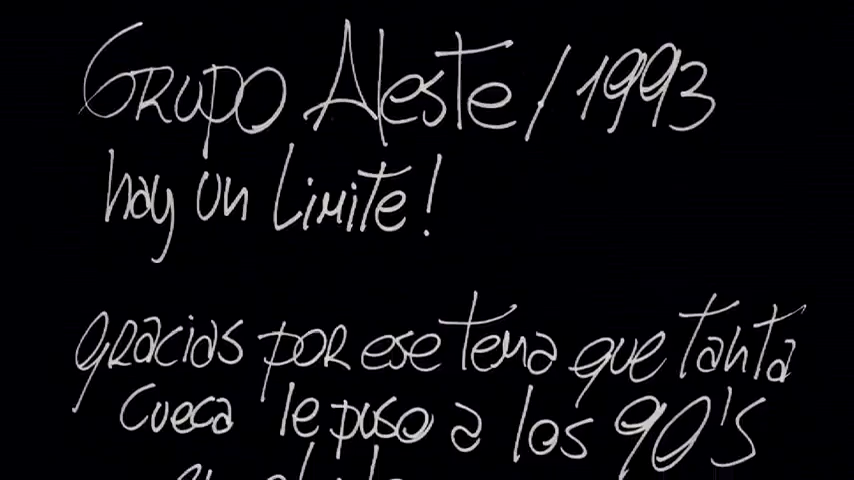 Grupo Aleste / 1993
hay un Limite!
gracias por ese tema que tanta
cueca le puso a los 90's